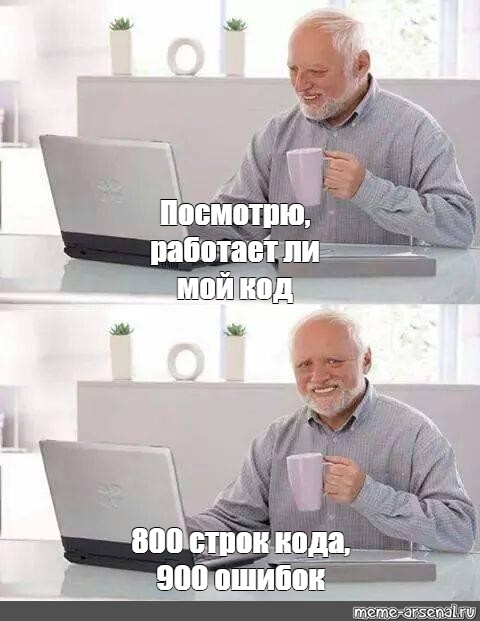 Посмотрю,
работает ли
мой код
800 строк кода,
900 ошибок
meme-arsenal.ru